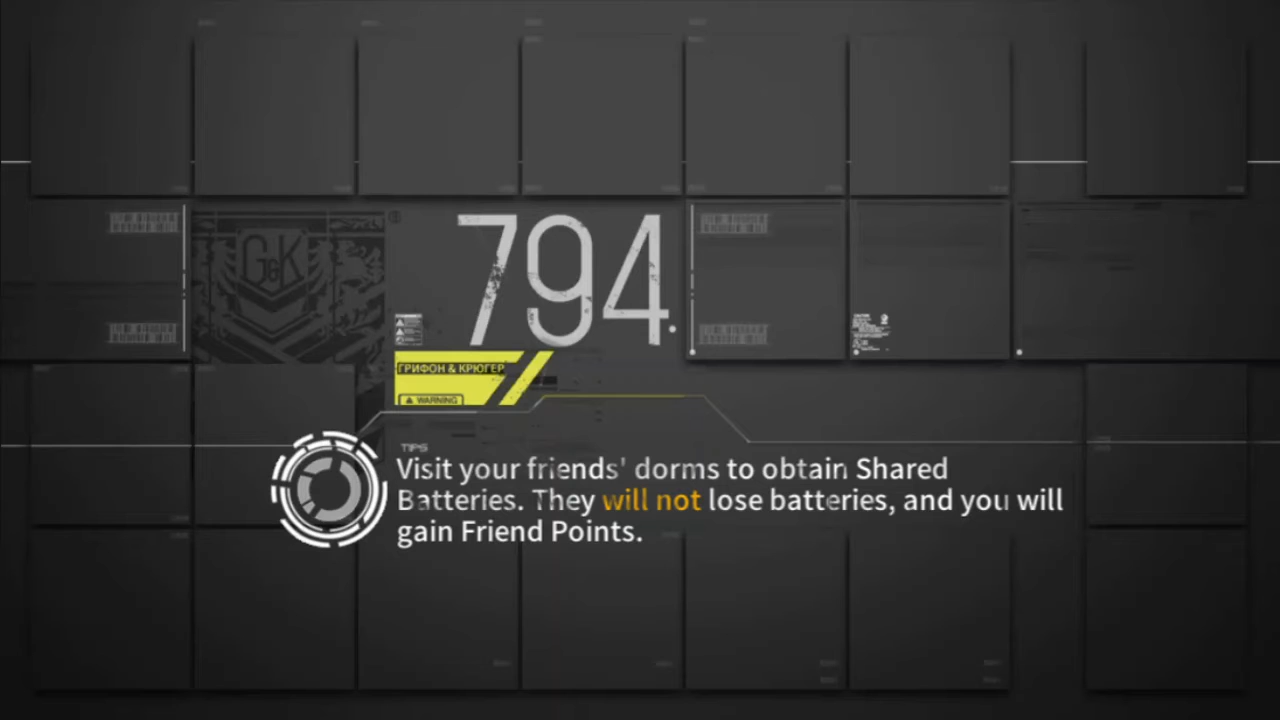 G&K
794.
ГРИФОН & КРЮГЕР
WARNING
TIPS
Visit your friends' dorms to obtain Shared
Batteries. They will not lose batteries, and you will
gain Friend Points.